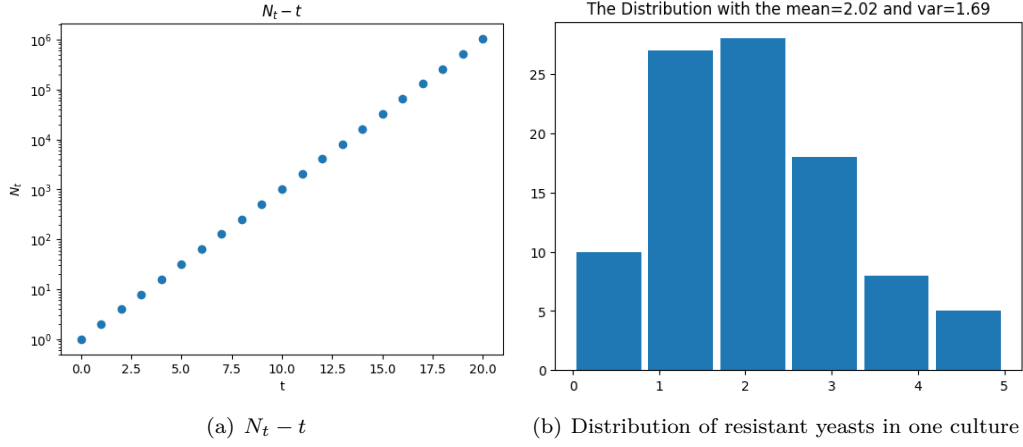 N_t − t
10^6
10^5
10^4
10^3
10^2
10^1
10^0
N_t
0.0 2.5 5.0 7.5 10.0 12.5 15.0 17.5 20.0
t
(a) N_t − t
The Distribution with the mean=2.02 and var=1.69
25
20
15
10
5
0
0 1 2 3 4 5
(b) Distribution of resistant yeasts in one culture